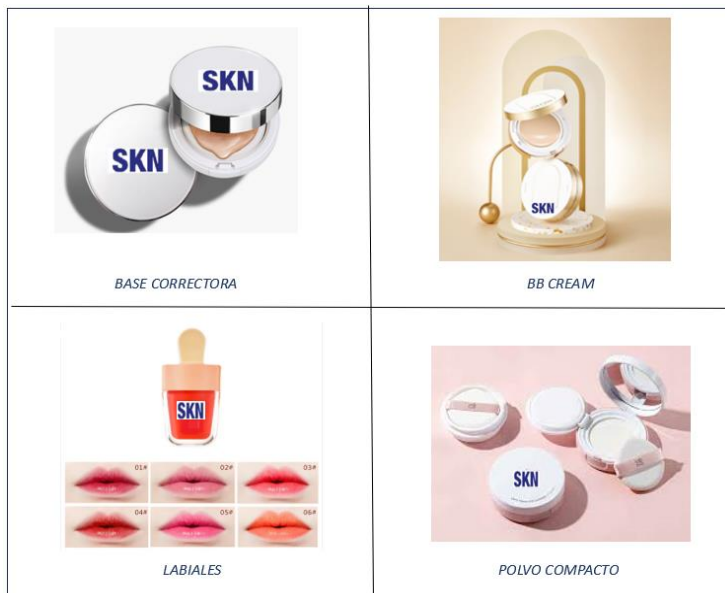 SKN
SKN
BASE CORRECTORA
SKN
BB CREAM
SKN
01# 02# 03#
04# 05# 06#
LABIALES
SKN
POLVO COMPACTO